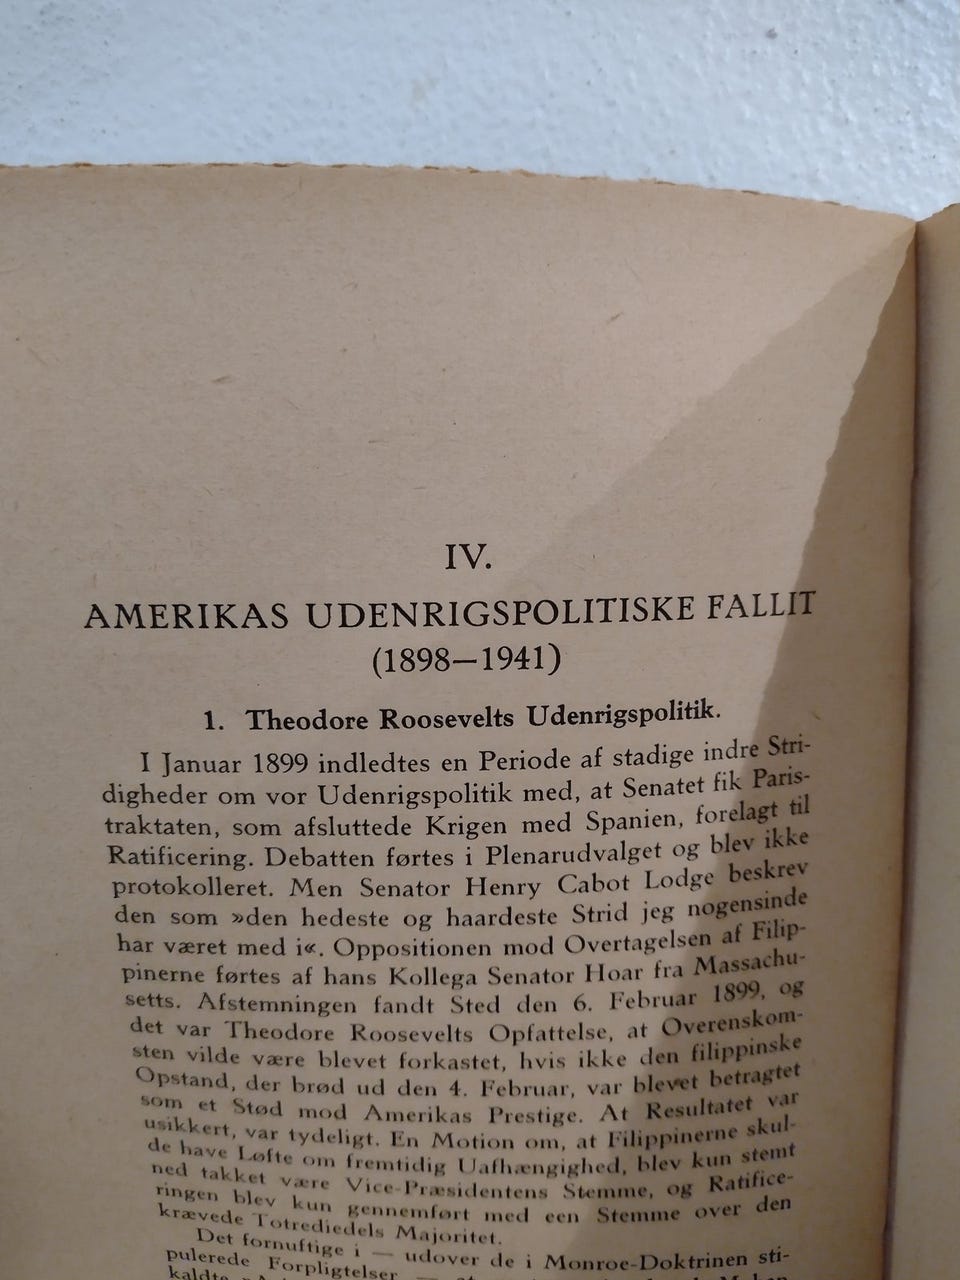 IV.
AMERIKAS UDENRIGSPOLITISKE FALLIT
(1898—1941)
1. Theodore Roosevelts Udenrigspolitik.
I Januar 1899 indledtes en Periode af stadige indre Stri-
digheder om vor Udenrigspolitik med, at Senatet fik Paris-
traktaten, som afsluttede Krigen med Spanien, forelagt til
Ratificering. Debatten førtes i Plenarudvalget og blev ikke
protokolleret. Men Senator Henry Cabot Lodge beskrev
den som »den hedeste og haardeste Strid jeg nogensinde
har været med i«. Oppositionen mod Overtagelsen af Filip-
pinerne førtes af hans Kollega Senator Hoar fra Massachu-
setts. Afstemningen fandt Sted den 6. Februar 1899, og
det var Theodore Roosevelts Opfattelse, at Overenskom-
sten vilde være blevet forkastet, hvis ikke den filippinske
Opstand, der brød ud den 4. Februar, var blevet betragtet
som et Stød mod Amerikas Prestige. At Resultatet var
usikkert, var tydeligt. En Motion om, at Filippinerne skul-
de have Løfte om fremtidig Uafhængighed, blev kun stemt
ned takket være Vice-Præsidentens Stemme, og Ratifice-
ringen blev kun gennemført med een Stemme over den
krævede Totrediedels Majoritet.
Det fornuftige i — udover de i Monroe-Doktrinen sti-
pulerede Forpligtelser —